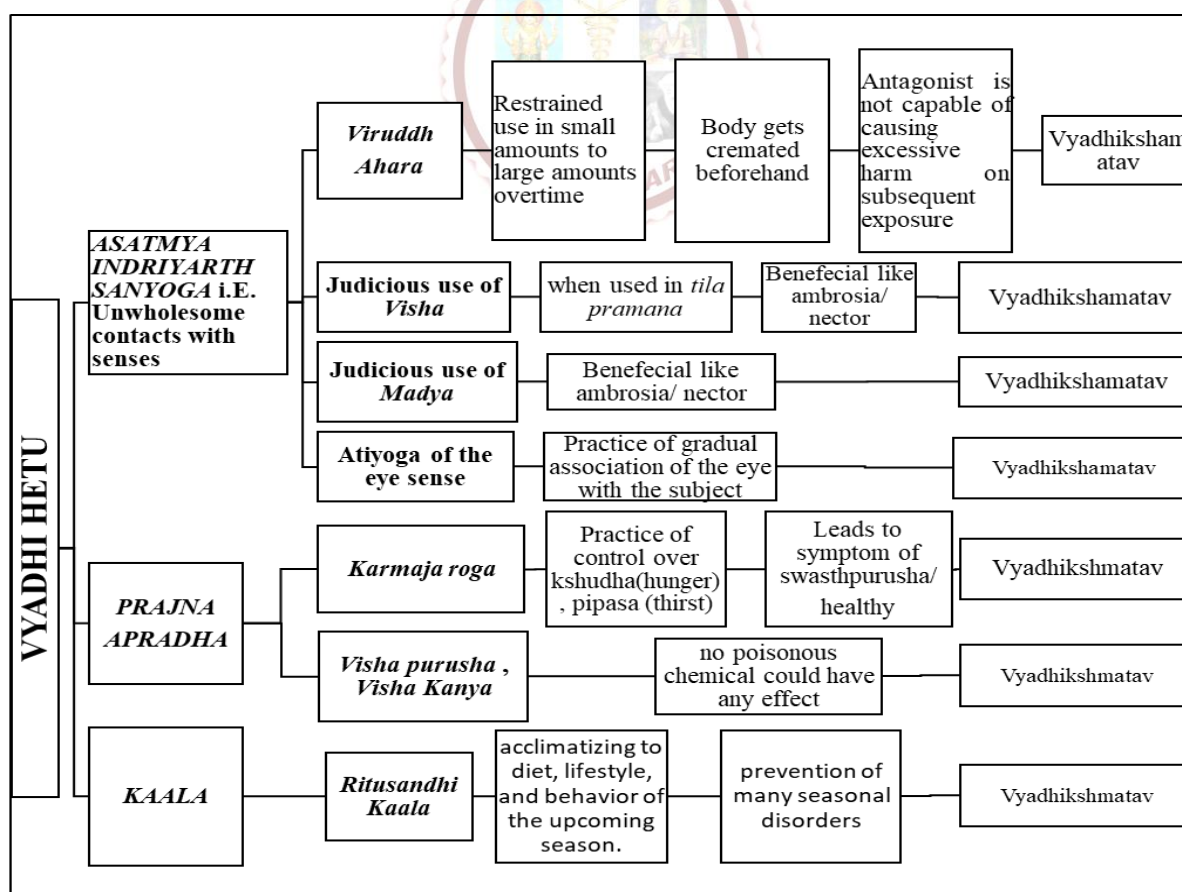 VYADHI HETU
ASATMYA
INDRIYARTH
SANYOGA i.E.
Unwholesome
contacts with
senses
Viruddh
Ahara
Restrained
use in small
amounts to
large amounts
overtime
Body gets
cremated
beforehand
Antagonist is
not capable of
causing
excessive
harm on
subsequent
exposure
Vyadhiksham
atav
Judicious use of
Visha
when used in tila
pramana
Benefecial like
ambrosia/
nector
Vyadhikshamatav
Judicious use of
Madya
Benefecial like
ambrosia/ nector
Vyadhikshamatav
Atiyoga of the
eye sense
Practice of gradual
association of the eye
with the subject
Vyadhikshamatav
PRAJNA
APRADHA
Karmaja roga
Practice of
control over
kshudha(hunger)
, pipasa (thirst)
Leads to
symptom of
swasthpurusha/
healthy
Vyadhikshmatav
Visha purusha ,
Visha Kanya
no poisonous
chemical could have
any effect
Vyadhikshmatav
KAALA
Ritusandhi
Kaala
acclimatizing to
diet, lifestyle,
and behavior of
the upcoming
season.
prevention of
many seasonal
disorders
Vyadhikshmatav